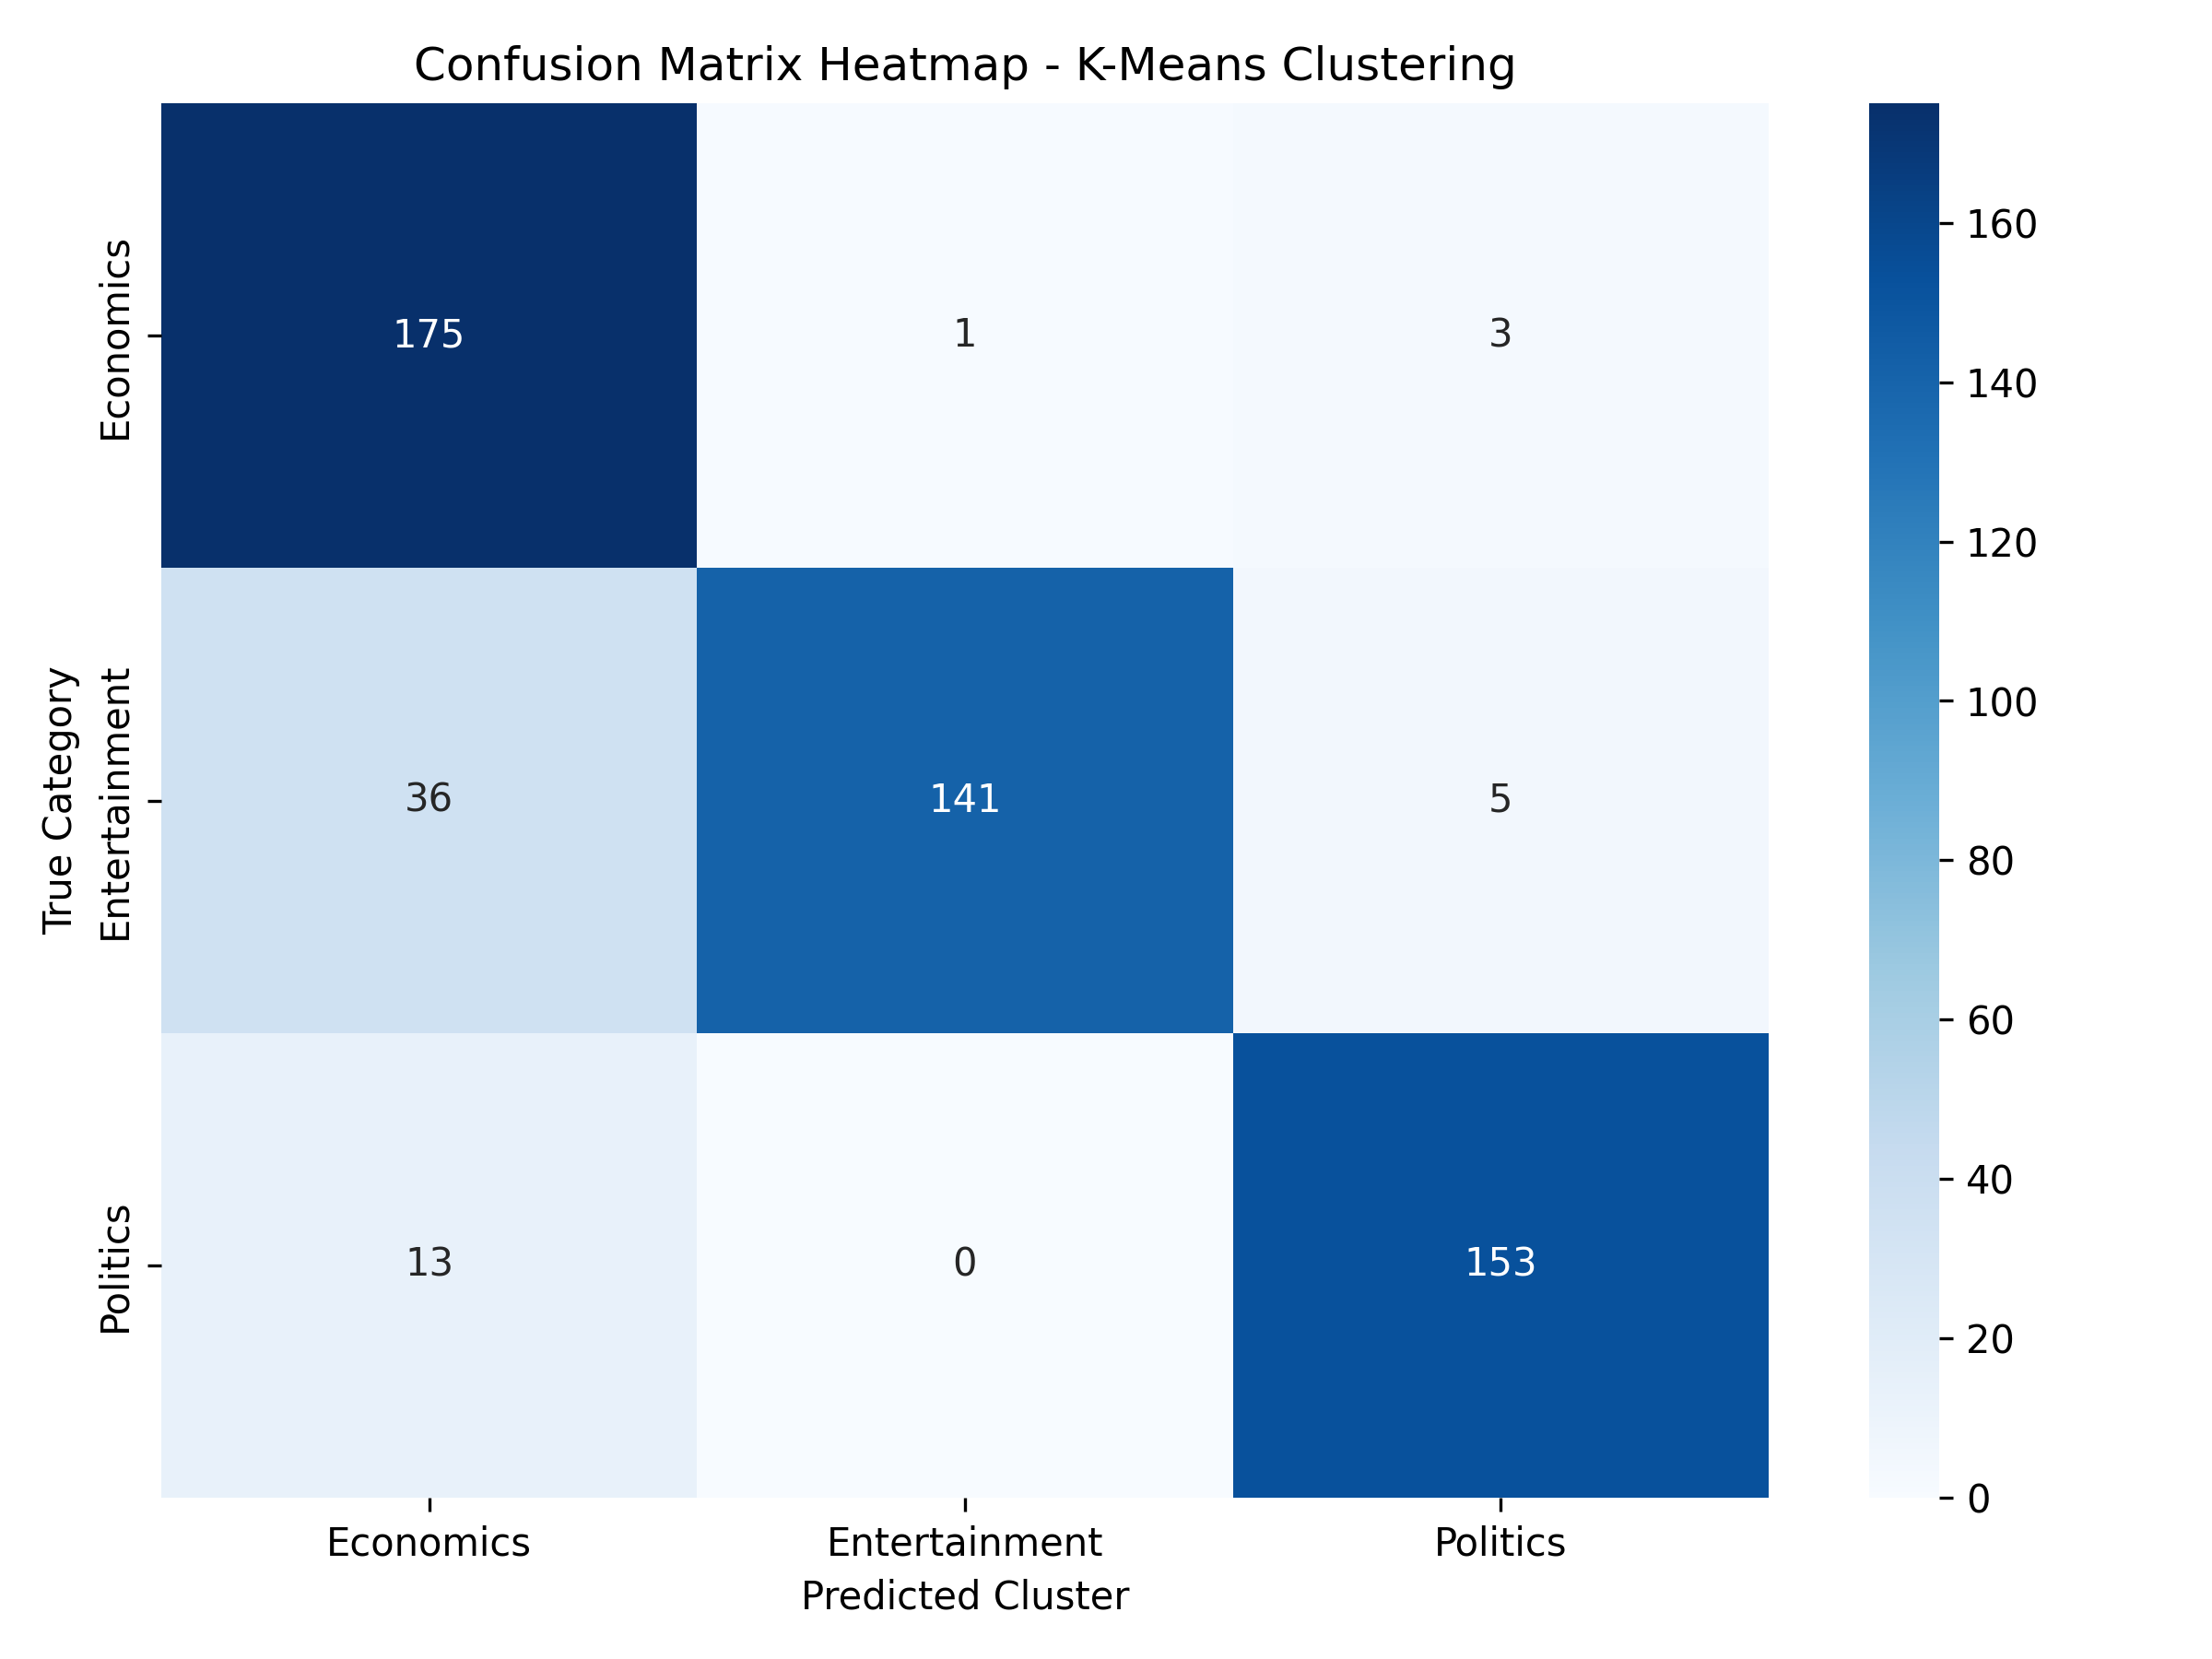 Confusion Matrix Heatmap - K-Means Clustering
True Category
Economics
175
1
3
Entertainment
36
141
5
Politics
13
0
153
Economics
Entertainment
Politics
Predicted Cluster
160
140
120
100
80
60
40
20
0